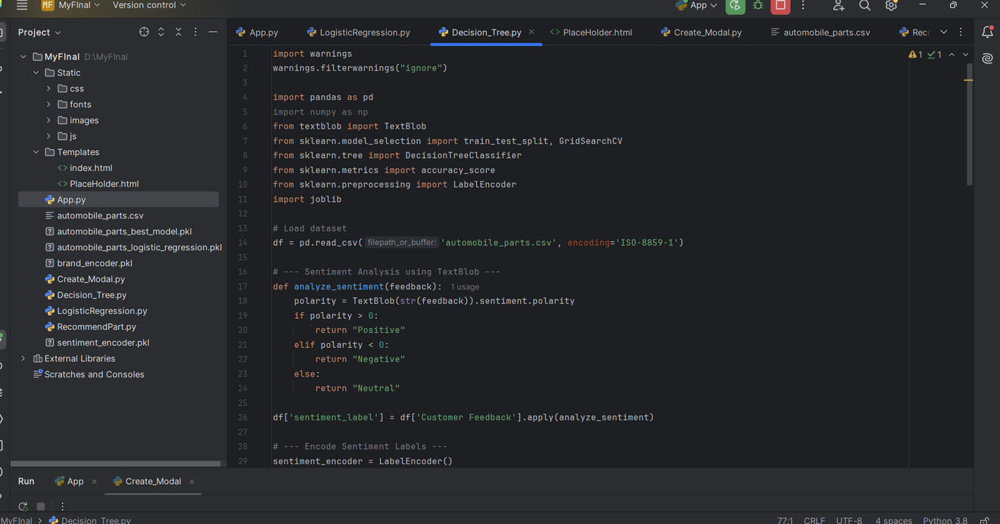 MF MyFInal Version control App
Project
App.py LogisticRegression.py Decision_Tree.py PlaceHolder.html Create_Modal.py automobile_parts.csv
MyFInal D:\MyFInal
Static
css
fonts
images
js
Templates
index.html
PlaceHolder.html
App.py
automobile_parts.csv
automobile_parts_best_model.pkl
automobile_parts_logistic_regression.pkl
brand_encoder.pkl
Create_Modal.py
Decision_Tree.py
LogisticRegression.py
RecommendPart.py
sentiment_encoder.pkl
External Libraries
Scratches and Consoles
1 import warnings
2 warnings.filterwarnings("ignore")
3
4 import pandas as pd
5 import numpy as np
6 from textblob import TextBlob
7 from sklearn.model_selection import train_test_split, GridSearchCV
8 from sklearn.tree import DecisionTreeClassifier
9 from sklearn.metrics import accuracy_score
10 from sklearn.preprocessing import LabelEncoder
11 import joblib
12
13 # Load dataset
14 df = pd.read_csv( filepath_or_buffer: 'automobile_parts.csv', encoding='ISO-8859-1')
15
16 # --- Sentiment Analysis using TextBlob ---
17 def analyze_sentiment(feedback): 1 usage
18 polarity = TextBlob(str(feedback)).sentiment.polarity
19 if polarity > 0:
20 return "Positive"
21 elif polarity < 0:
22 return "Negative"
23 else:
24 return "Neutral"
25
26 df['sentiment_label'] = df['Customer Feedback'].apply(analyze_sentiment)
27
28 # --- Encode Sentiment Labels ---
29 sentiment_encoder = LabelEncoder()
1 1
Run App Create_Modal
MyFInal Decision_Tree.py 77:1 CRLF UTF-8 4 spaces Python 3.8